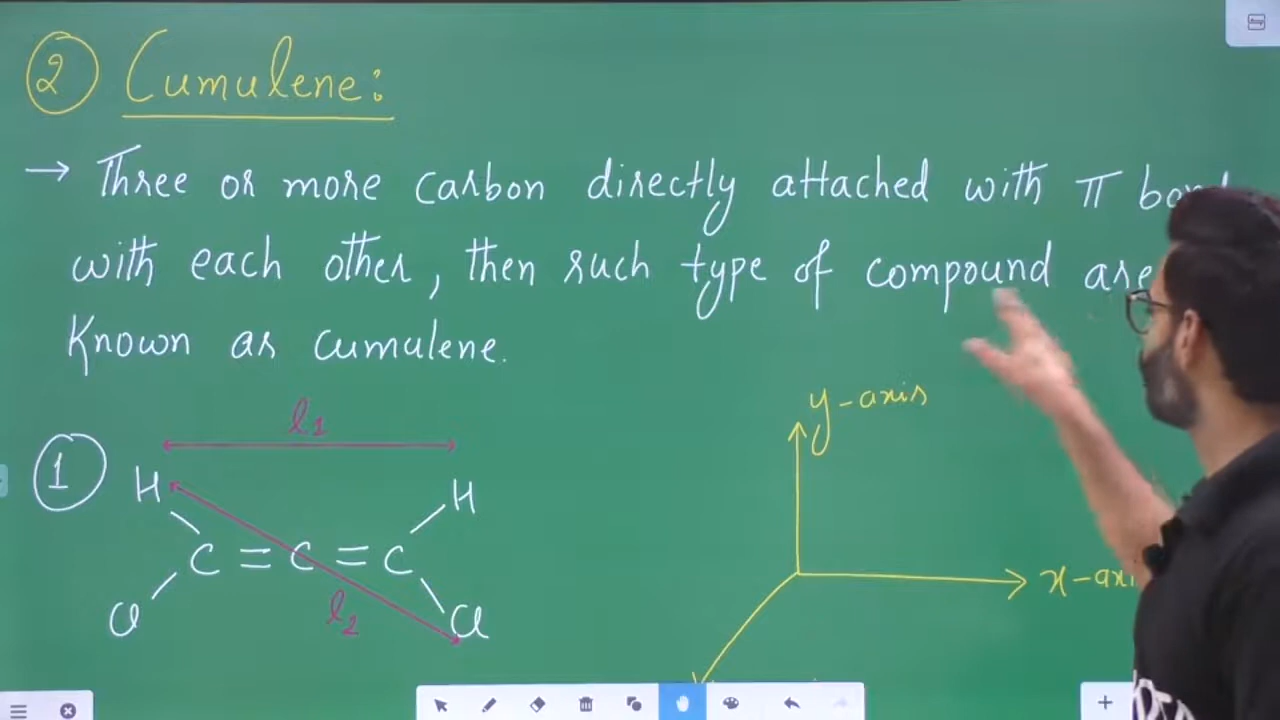 ② Cumulene:
→ Three or more carbon directly attached with π
with each other, then such type of compound are
Known as cumulene.
① l1
H H
C = C = C
Cl l2 Cl
y-axis
x-axi